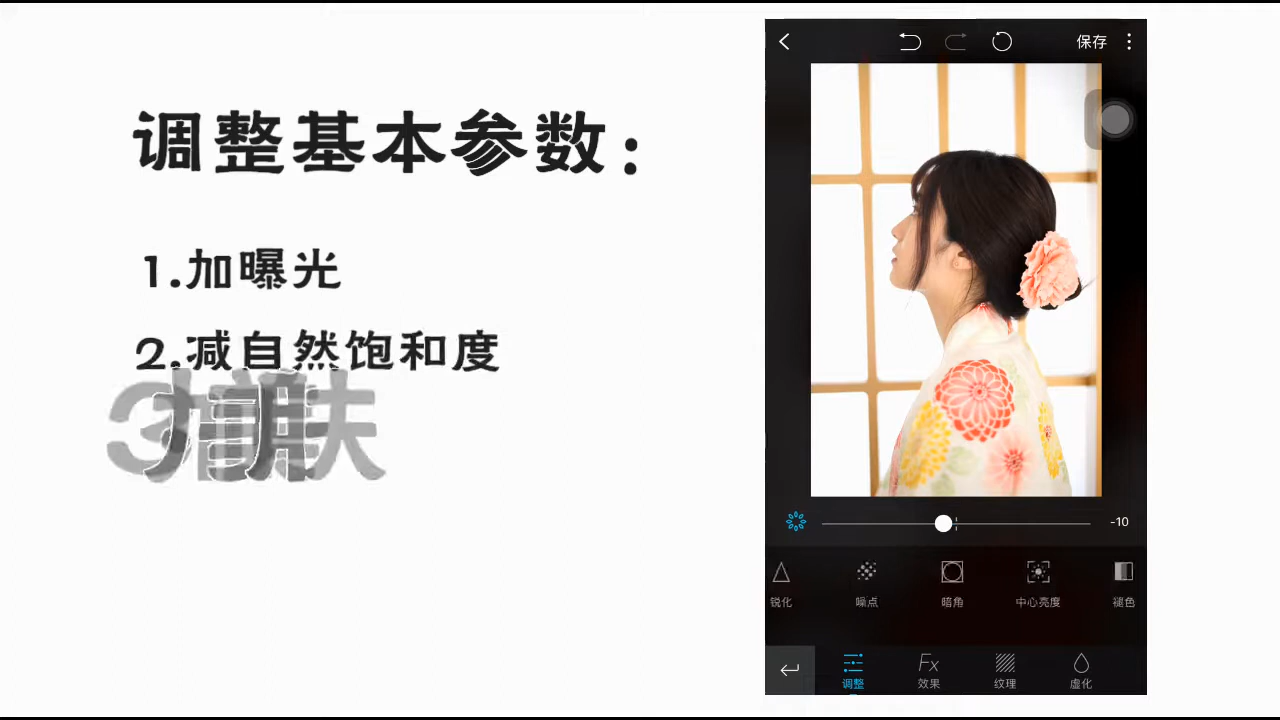 调整基本参数：
1.加曝光
2.减自然饱和度
保存
-10
锐化 噪点 暗角 中心亮度 褪色
调整 Fx效果 纹理 虚化